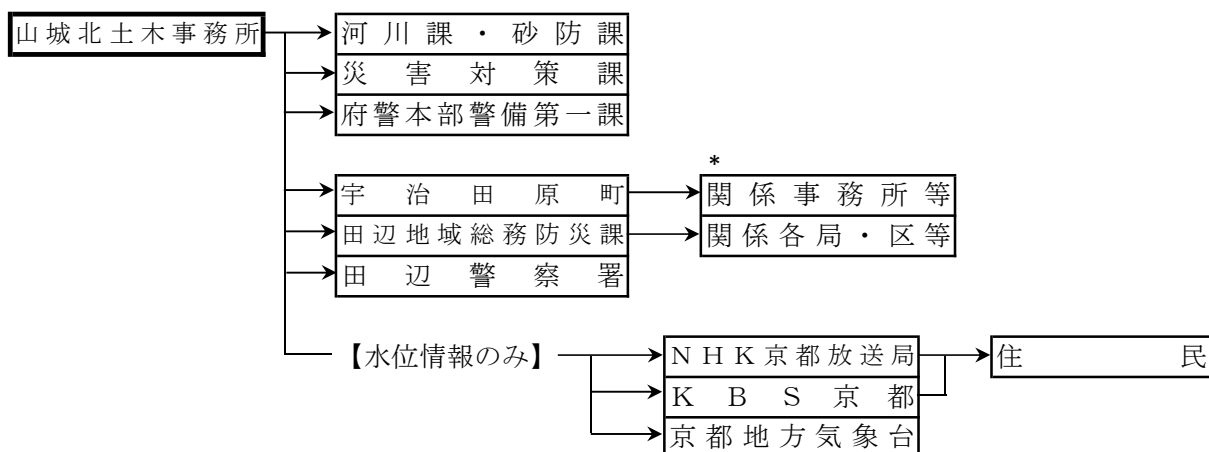 山城北土木事務所
河川課・砂防課
災害対策課
府警本部警備第一課
*
宇治田原町
関係事務所等
田辺地域総務防災課
関係各局・区等
田辺警察署
【水位情報のみ】
NHK京都放送局
住民
KBS京都
京都地方気象台